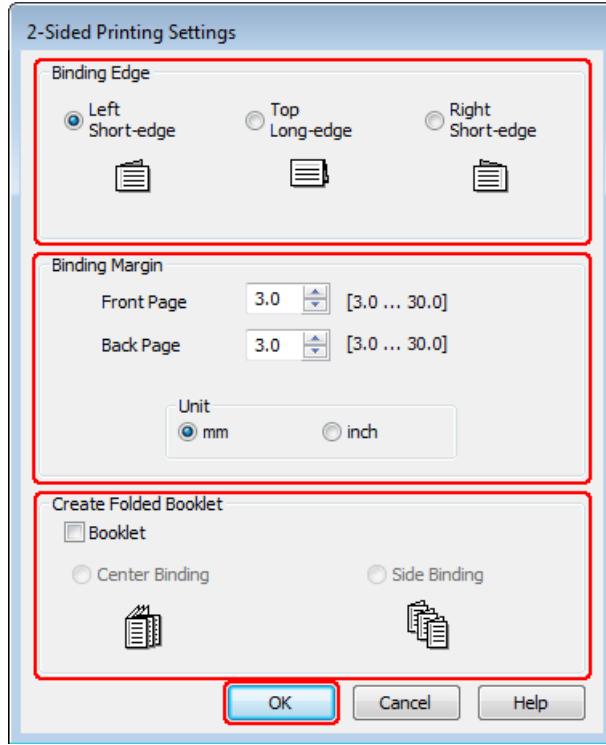 2-Sided Printing Settings
Binding Edge
Left Short-edge
Top Long-edge
Right Short-edge
Binding Margin
Front Page 3.0 [3.0 ... 30.0]
Back Page 3.0 [3.0 ... 30.0]
Unit
mm inch
Create Folded Booklet
Booklet
Center Binding Side Binding
OK Cancel Help